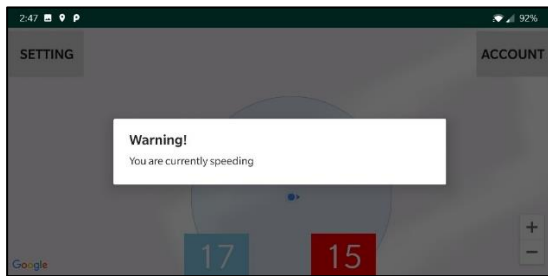 2:47
92%
SETTING
ACCOUNT
Warning!
You are currently speeding
+
17
15
Google
−